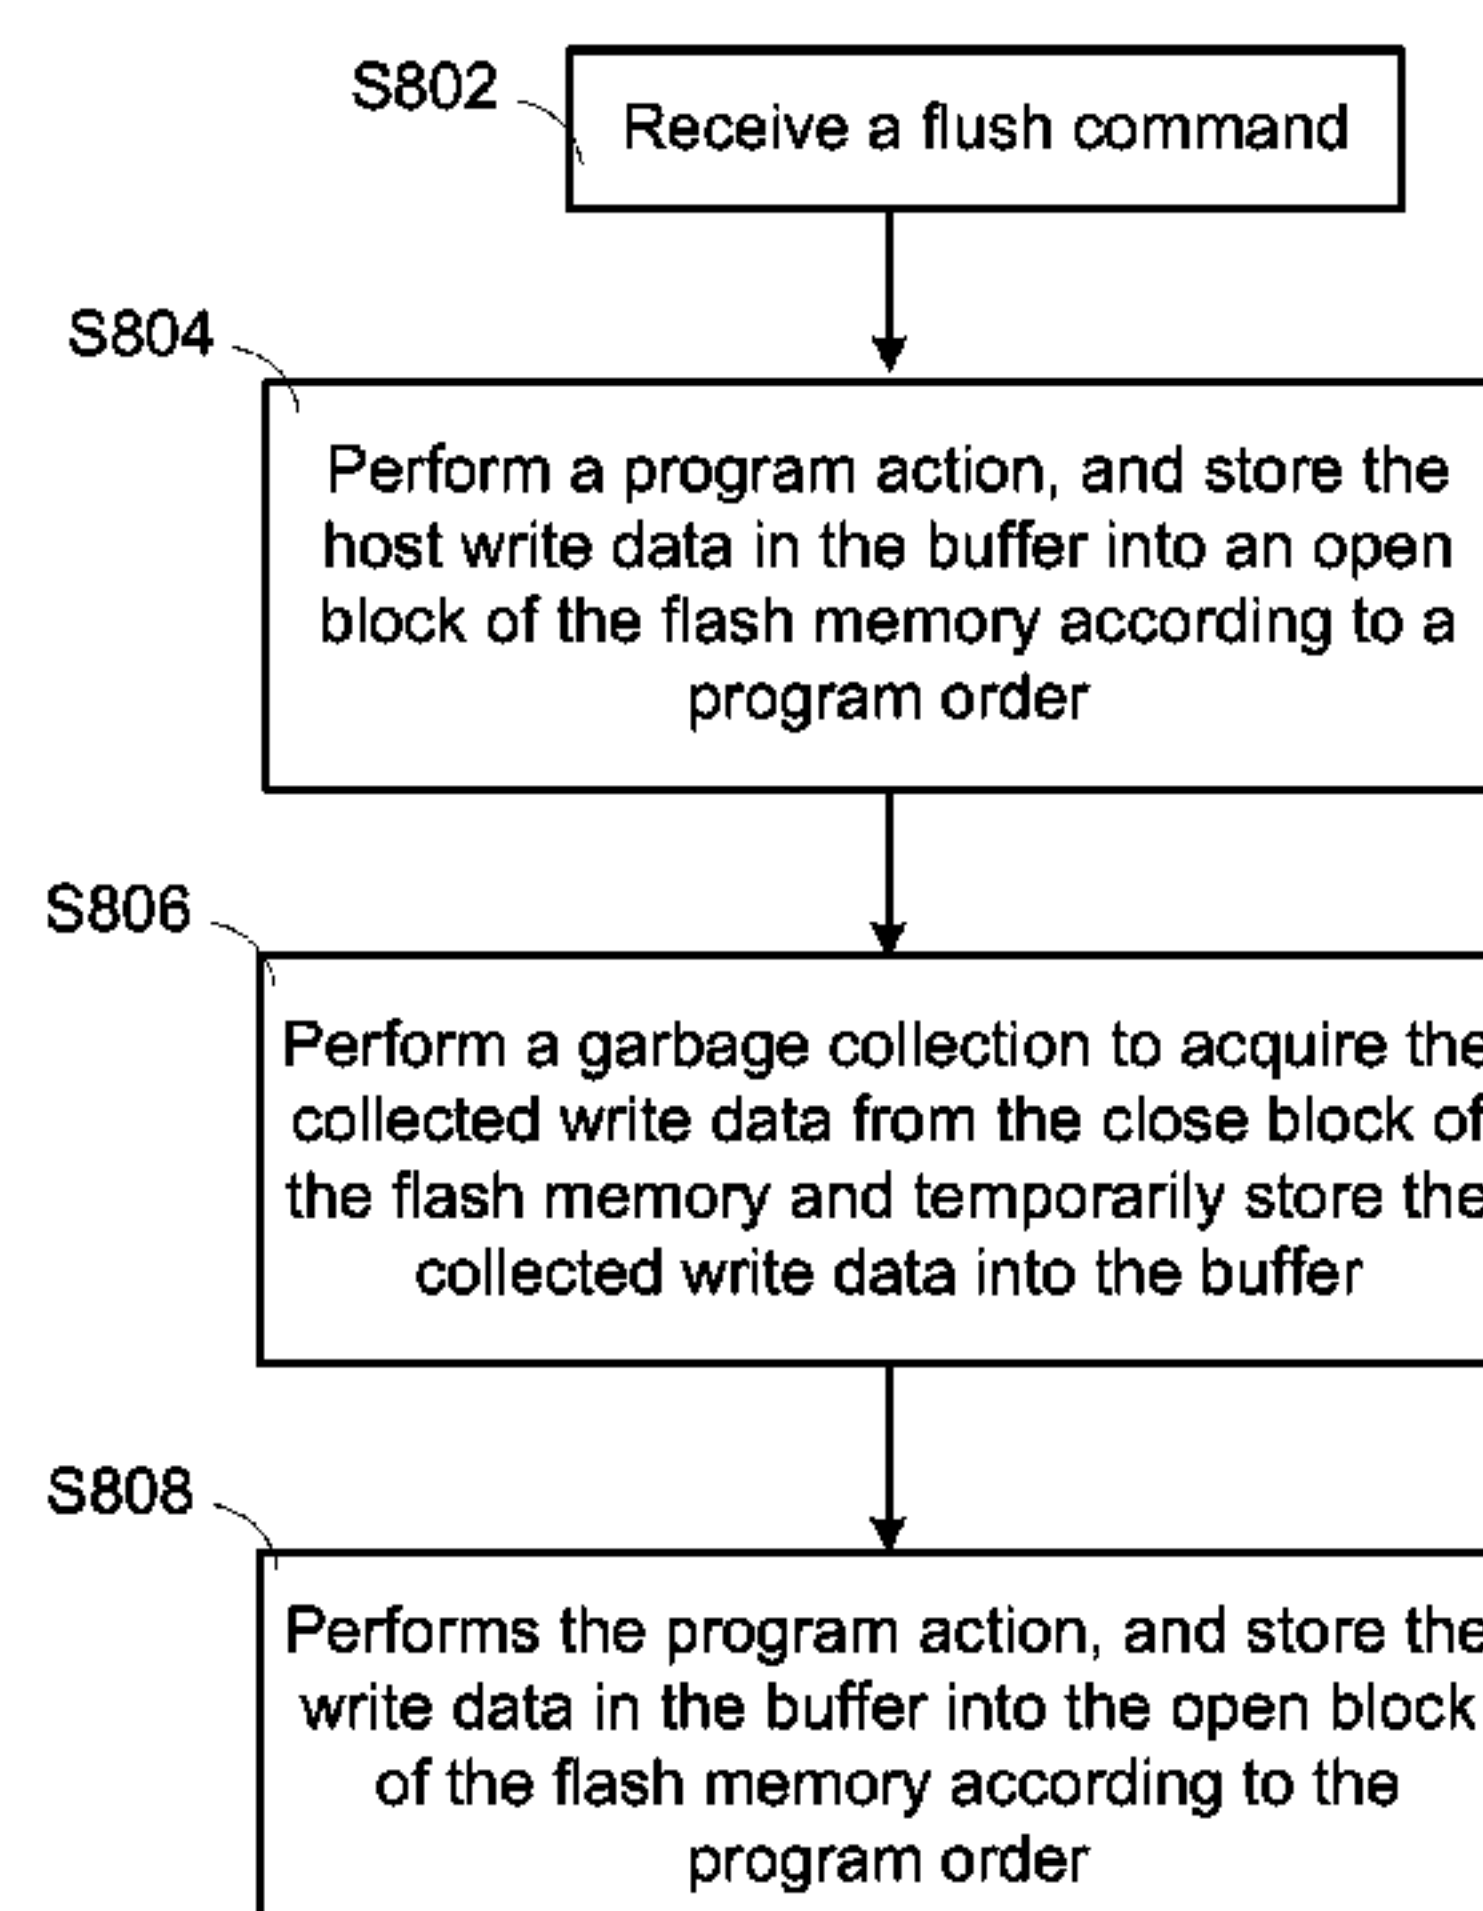 S802
Receive a flush command
S804
Perform a program action, and store the
host write data in the buffer into an open
block of the flash memory according to a
program order
S806
Perform a garbage collection to acquire the
collected write data from the close block of
the flash memory and temporarily store the
collected write data into the buffer
S808
Performs the program action, and store the
write data in the buffer into the open block
of the flash memory according to the
program order